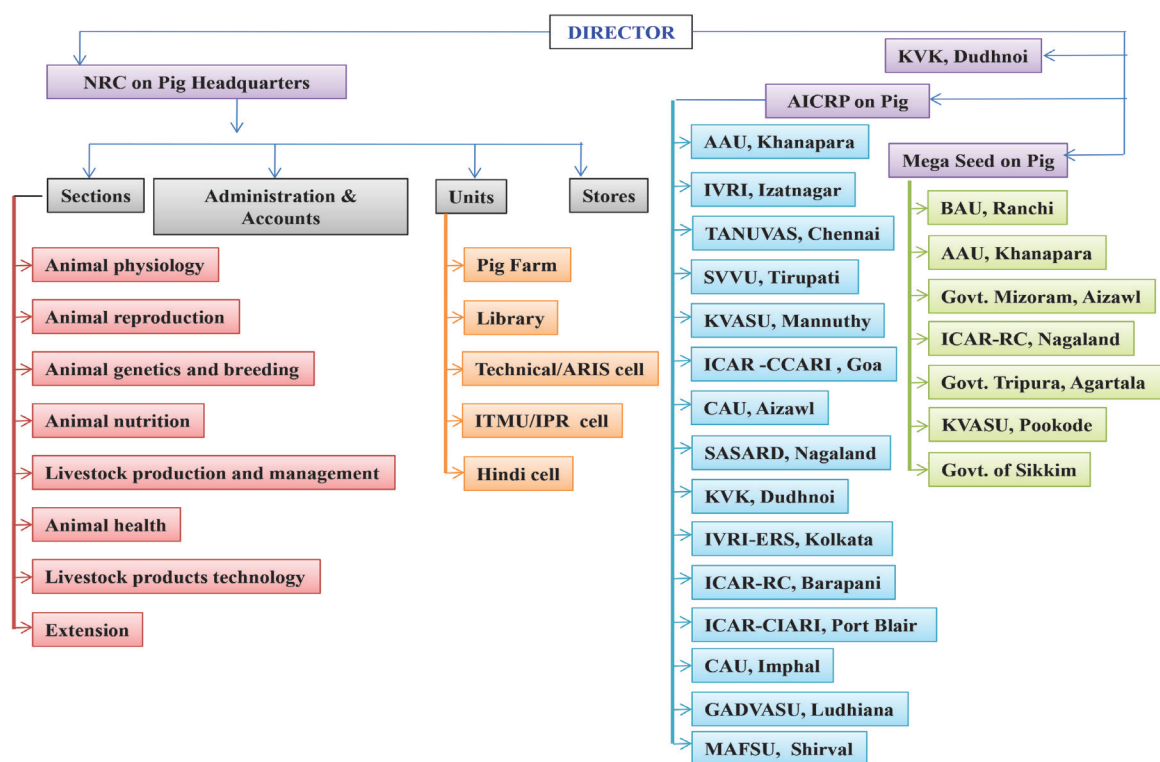 DIRECTOR
NRC on Pig Headquarters
KVK, Dudhnoi
AICRP on Pig
Mega Seed on Pig
Sections
Administration &
Accounts
Units
Stores
Animal physiology
Animal reproduction
Animal genetics and breeding
Animal nutrition
Livestock production and management
Animal health
Livestock products technology
Extension
Pig Farm
Library
Technical/ARIS cell
ITMU/IPR cell
Hindi cell
AAU, Khanapara
IVRI, Izatnagar
TANUVAS, Chennai
SVVU, Tirupati
KVASU, Mannuthy
ICAR -CCARI , Goa
CAU, Aizawl
SASARD, Nagaland
KVK, Dudhnoi
IVRI-ERS, Kolkata
ICAR-RC, Barapani
ICAR-CIARI, Port Blair
CAU, Imphal
GADVASU, Ludhiana
MAFSU, Shirval
BAU, Ranchi
AAU, Khanapara
Govt. Mizoram, Aizawl
ICAR-RC, Nagaland
Govt. Tripura, Agartala
KVASU, Pookode
Govt. of Sikkim